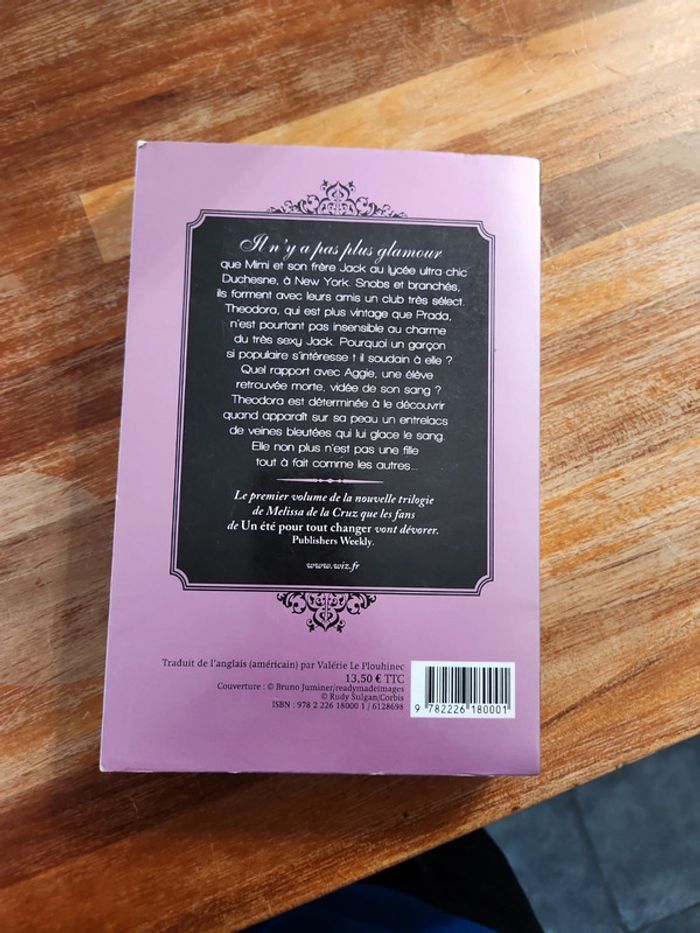 Il n'y a pas plus glamour
que Mimi et son frère Jack au lycée ultra chic
Duchesne, à New York. Snobs et branchés,
ils forment avec leurs amis un club très sélect.
Theodora, qui est plus vintage que Prada,
n'est pourtant pas insensible au charme
du très sexy Jack. Pourquoi un garçon
si populaire s'intéresse t il soudain à elle ?
Quel rapport avec Aggie, une élève
retrouvée morte, vidée de son sang ?
Theodora est déterminée à le découvrir
quand apparaît sur sa peau un entrelacs
de veines bleutées qui lui glace le sang.
Elle non plus n'est pas une fille
tout à fait comme les autres...
Le premier volume de la nouvelle trilogie
de Melissa de la Cruz que les fans
de Un été pour tout changer vont dévorer.
Publishers Weekly.
www.wiz.fr
Traduit de l'anglais (américain) par Valérie Le Plouhinec
13,50 € TTC
Couverture : © Bruno Juminer/readymadeimages
© Rudy Sulgan/Corbis
ISBN : 978 2 226 18000 1 / 6128698
9 782226 180001